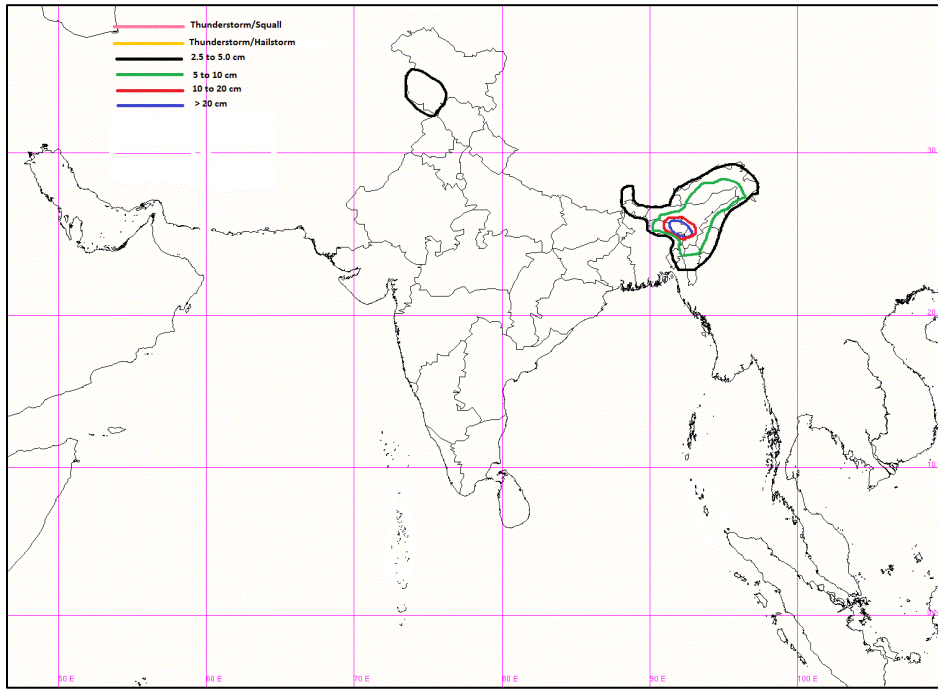 Thunderstorm/Squall
Thunderstorm/Hailstorm
2.5 to 5.0 cm
5 to 10 cm
10 to 20 cm
> 20 cm
30
20
10
50 E
60 E
70 E
80 E
90 E
100 E